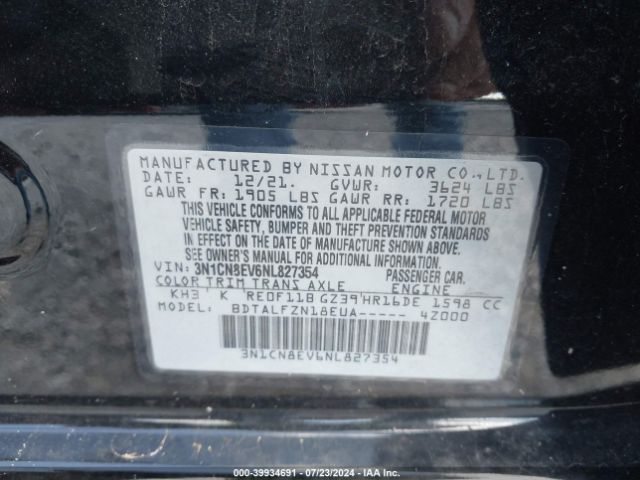 MANUFACTURED BY NISSAN MOTOR CO., LTD.
DATE: 12/21. GVWR: 3624 LBS
GAWR FR: 1905 LBS GAWR RR: 1720 LBS
THIS VEHICLE CONFORMS TO ALL APPLICABLE FEDERAL MOTOR
VEHICLE SAFETY, BUMPER AND THEFT PREVENTION STANDARDS
IN EFFECT ON THE DATE OF MANUFACTURE SHOWN ABOVE.
SEE OWNER'S MANUAL FOR ADDITIONAL INFORMATION.
VIN: 3N1CN8EV6NL827354 PASSENGER CAR.
COLOR TRIM TRANS AXLE ENGINE
KH3 K RE0F11B GZ39 HR16DE 1598 CC
BDTALFZN18EUA----- 4Z000
3N1CN8EV6NL827354
000-39934691 - 07/23/2024 - IAA Inc.